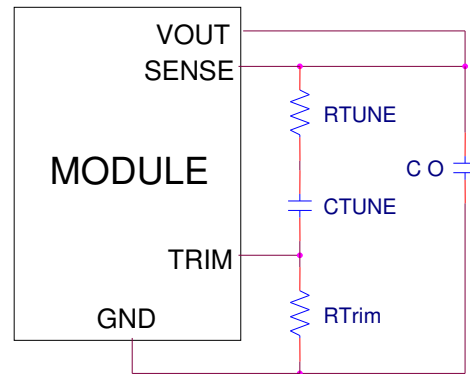 VOUT
SENSE
RTUNE
MODULE
C O
CTUNE
TRIM
RTrim
GND